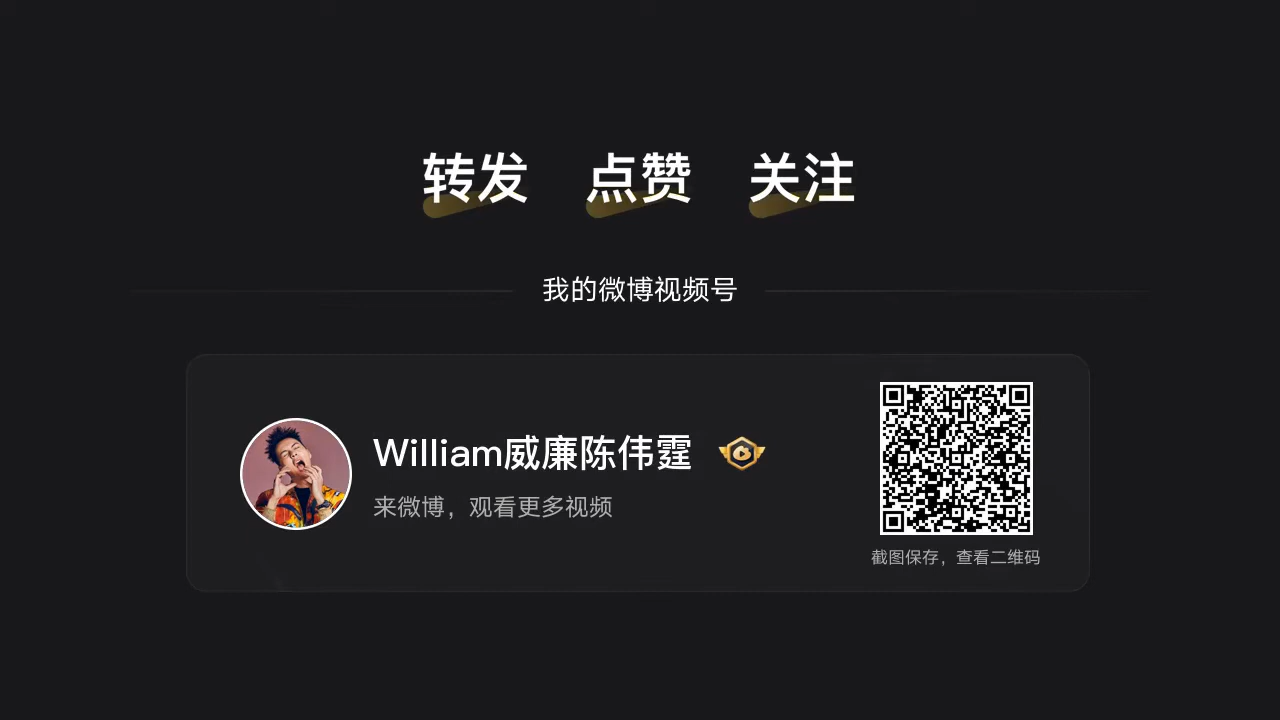 转发 点赞 关注
我的微博视频号
William威廉陈伟霆
来微博，观看更多视频
截图保存，查看二维码